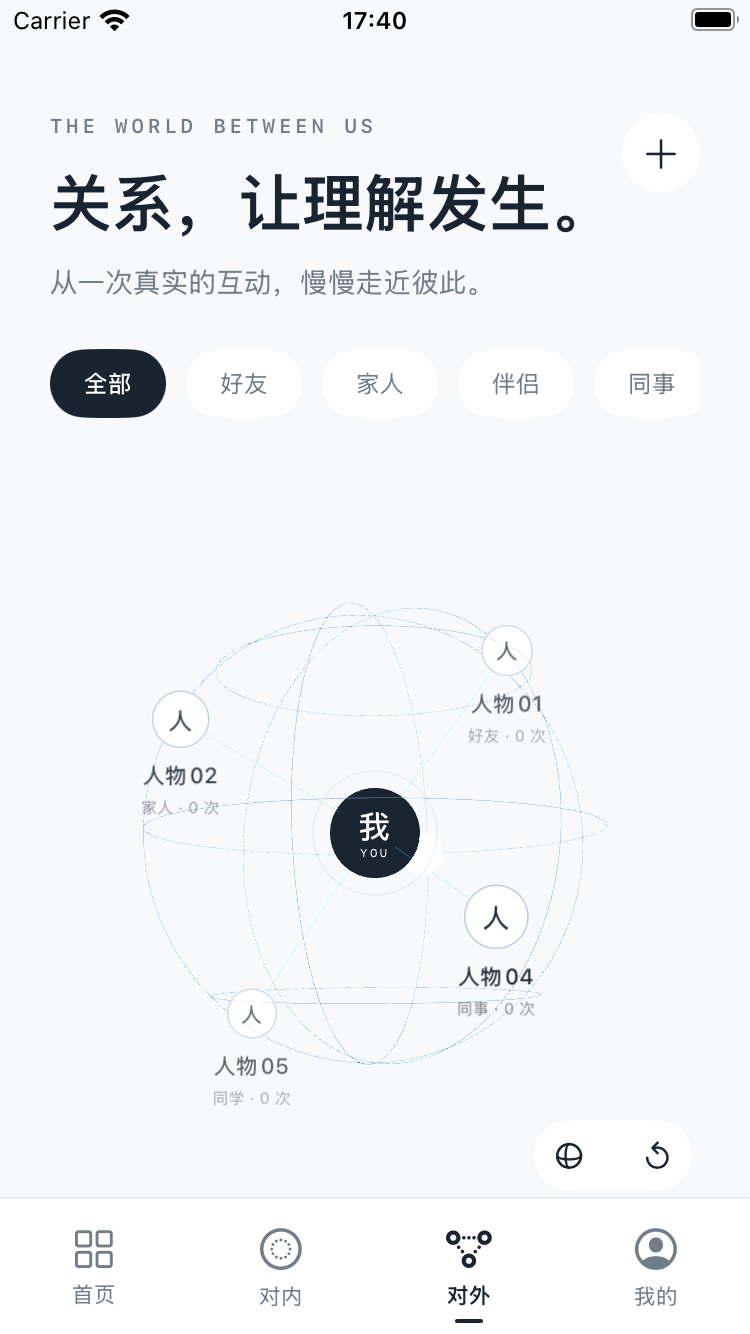 Carrier 17:40
THE WORLD BETWEEN US
关系，让理解发生。
从一次真实的互动，慢慢走近彼此。
全部 好友 家人 伴侣 同事
人
人物01
好友 · 0 次
人
人物02
家人 · 0 次
我
YOU
人
人物04
同事 · 0 次
人
人物05
同学 · 0 次
首页 对内 对外 我的